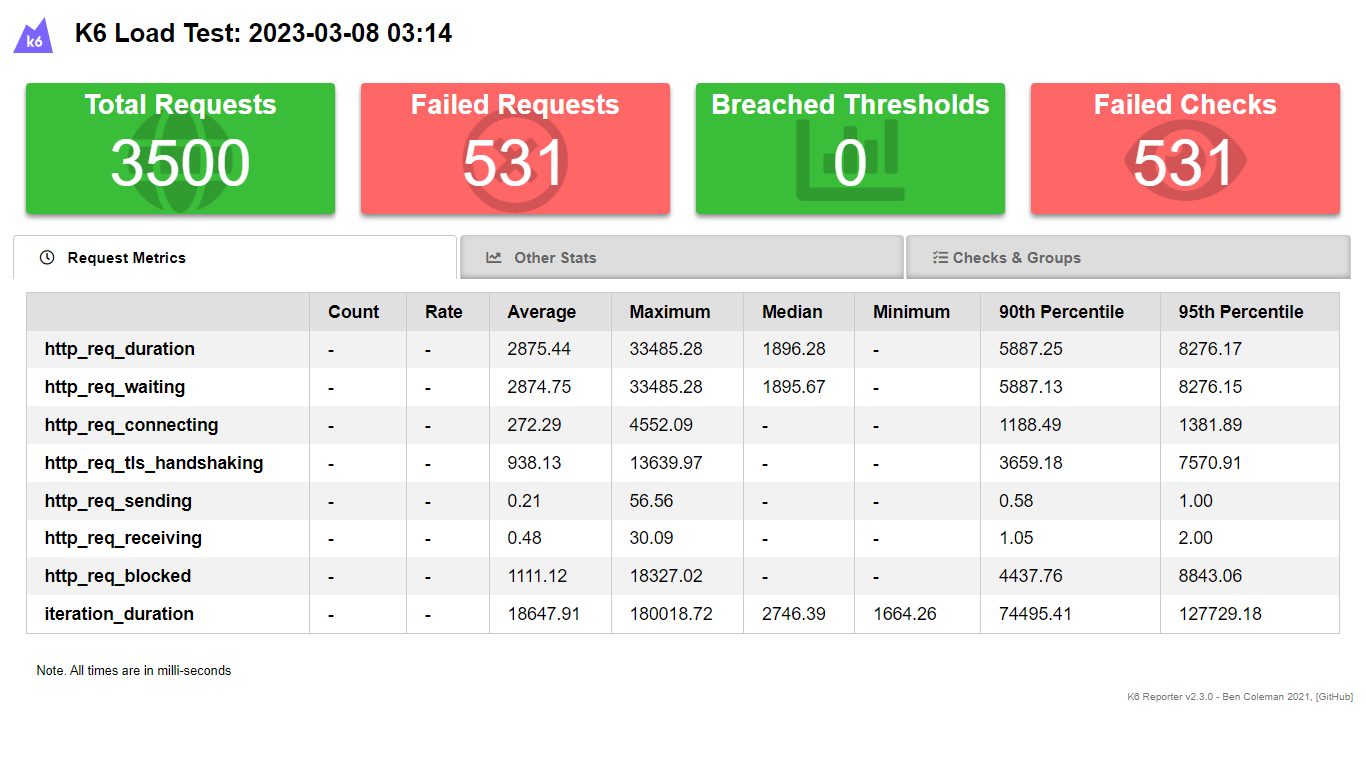 k6
K6 Load Test: 2023-03-08 03:14
Total Requests Failed Requests Breached Thresholds Failed Checks
3500 531 0 531
Request Metrics Other Stats Checks & Groups
Count Rate Average Maximum Median Minimum 90th Percentile 95th Percentile
http_req_duration - - 2875.44 33485.28 1896.28 - 5887.25 8276.17
http_req_waiting - - 2874.75 33485.28 1895.67 - 5887.13 8276.15
http_req_connecting - - 272.29 4552.09 - - 1188.49 1381.89
http_req_tls_handshaking - - 938.13 13639.97 - - 3659.18 7570.91
http_req_sending - - 0.21 56.56 - - 0.58 1.00
http_req_receiving - - 0.48 30.09 - - 1.05 2.00
http_req_blocked - - 1111.12 18327.02 - - 4437.76 8843.06
iteration_duration - - 18647.91 180018.72 2746.39 1664.26 74495.41 127729.18
Note. All times are in milli-seconds
K6 Reporter v2.3.0 - Ben Coleman 2021, [GitHub]